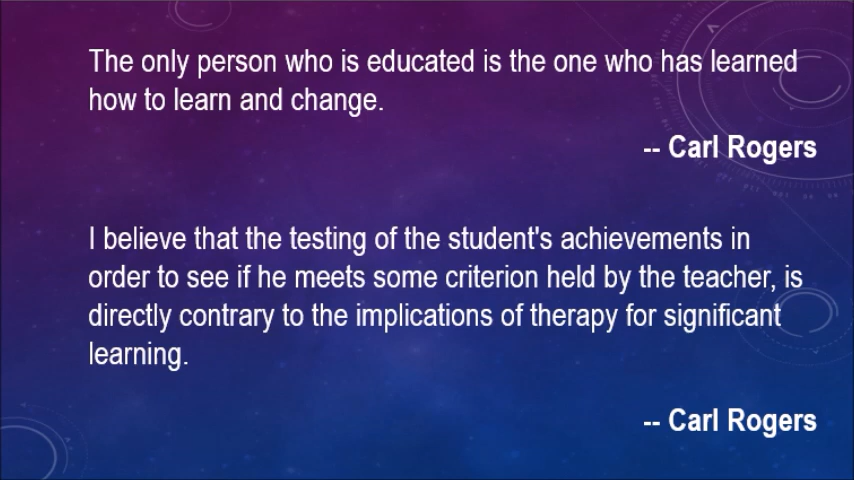 The only person who is educated is the one who has learned
how to learn and change.
-- Carl Rogers
I believe that the testing of the student's achievements in
order to see if he meets some criterion held by the teacher, is
directly contrary to the implications of therapy for significant
learning.
-- Carl Rogers